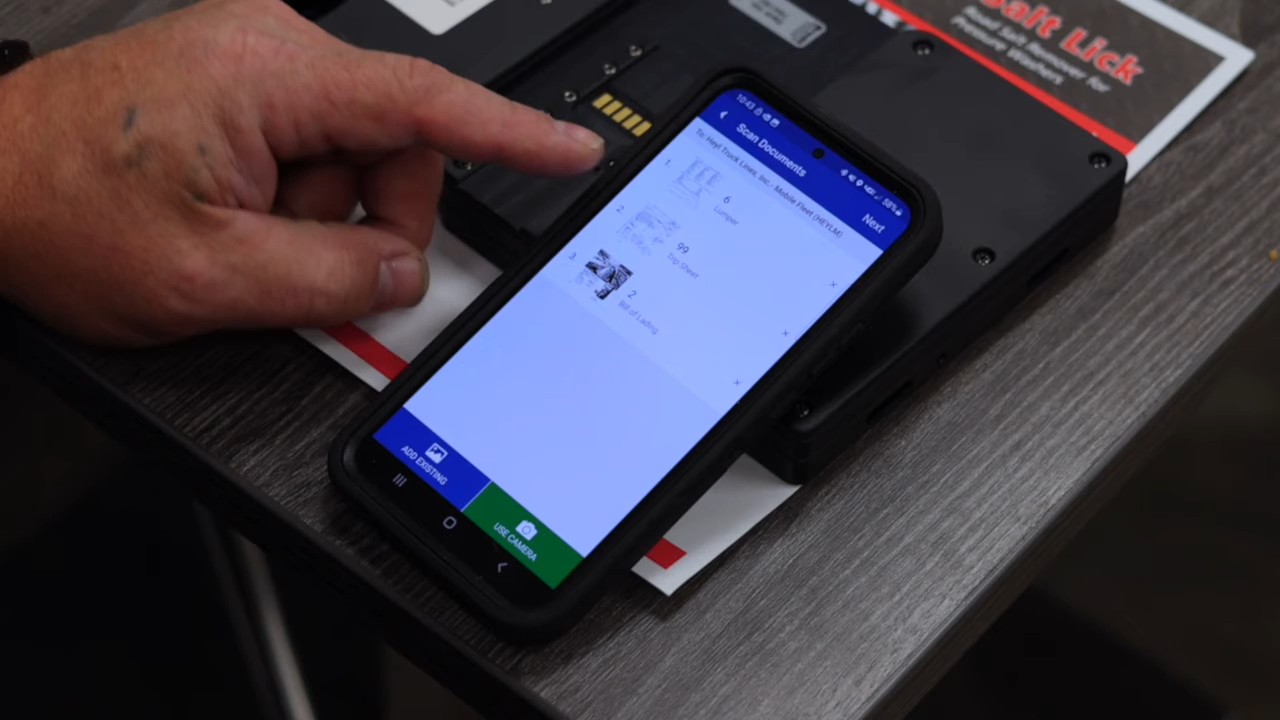 Salt Lick
Road Salt Remover for
Pressure Washers
10:43
58%
Scan Documents
Next
To: Heyl Truck Lines, Inc. - Mobile Fleet (HEYLM)
1.
6
Lumper
2.
99
Trip Sheet
3.
2
Bill of Lading
ADD EXISTING
USE CAMERA